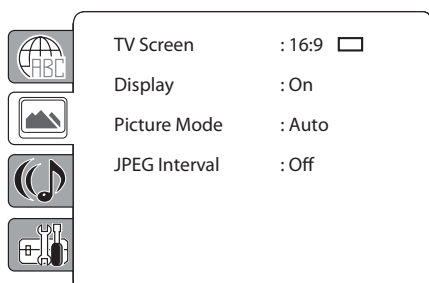 ABC
TV Screen : 16:9
Display : On
Picture Mode : Auto
JPEG Interval : Off